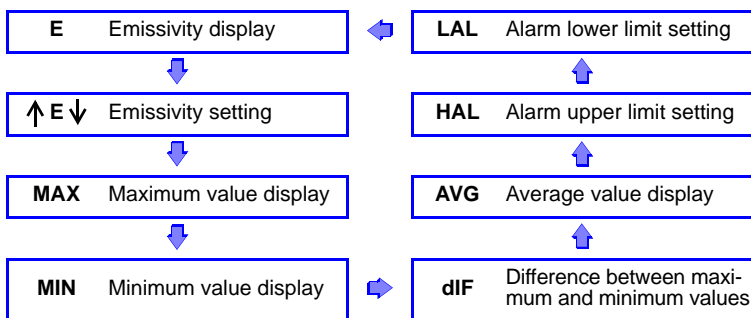 E Emissivity display
↑ E ↓ Emissivity setting
MAX Maximum value display
MIN Minimum value display
dIF Difference between maxi-
mum and minimum values
AVG Average value display
HAL Alarm upper limit setting
LAL Alarm lower limit setting